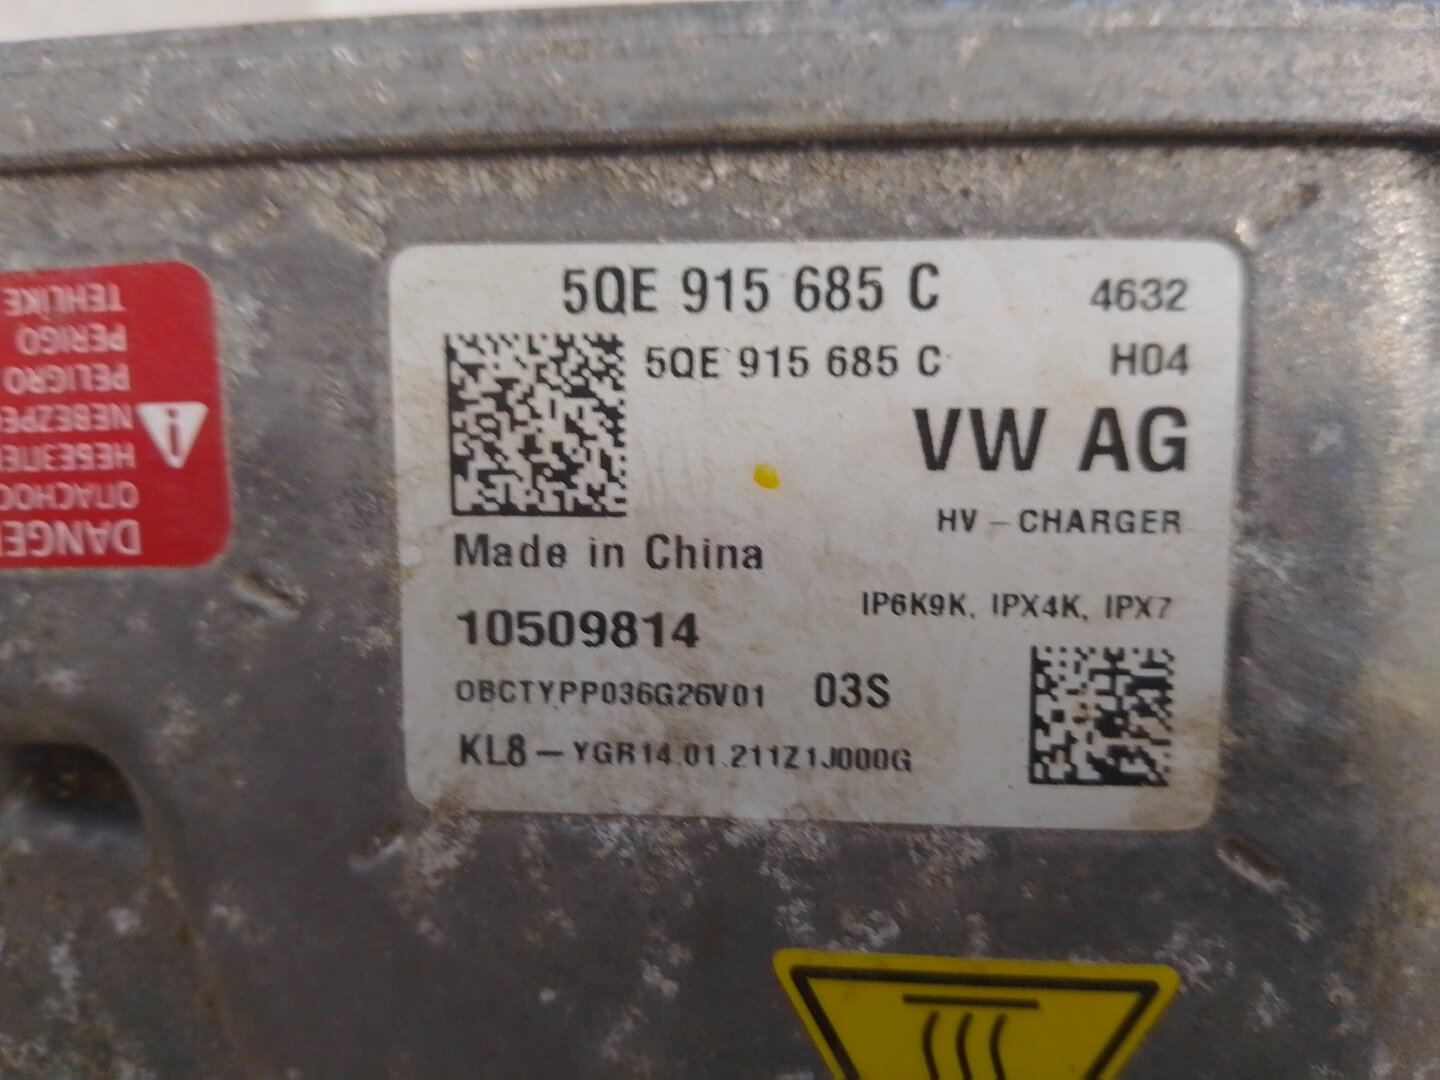 5QE 915 685 C 4632
5QE 915 685 C H04
VW AG
HV - CHARGER
Made in China
IP6K9K, IPX4K, IPX7
10509814
OBCTYPP036G26V01 03S
KL8 - YGR14.01.211Z1J000G
DANGE
ОПАСНОС
НЕБЕЗПЕ
NEBEZPE
PELIGRO
PERIGO
TEHLİKE